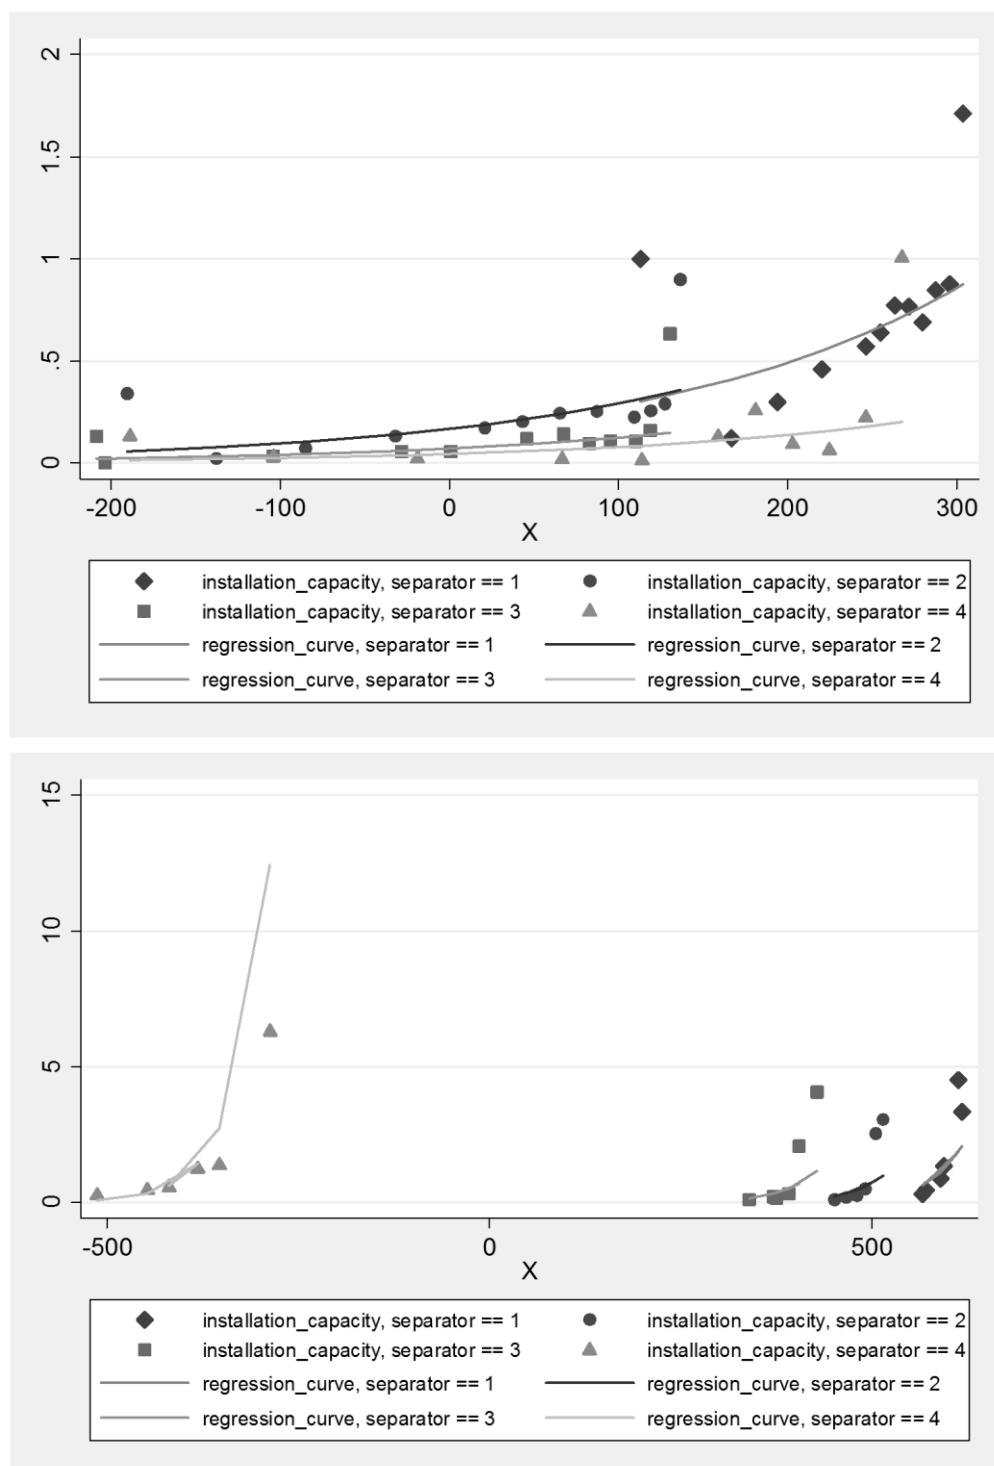 2
1.5
1
.5
0
-200 -100 0 100 200 300
X
installation_capacity, separator == 1 installation_capacity, separator == 2
installation_capacity, separator == 3 installation_capacity, separator == 4
regression_curve, separator == 1 regression_curve, separator == 2
regression_curve, separator == 3 regression_curve, separator == 4
15
10
5
0
-500 0 500
X
installation_capacity, separator == 1 installation_capacity, separator == 2
installation_capacity, separator == 3 installation_capacity, separator == 4
regression_curve, separator == 1 regression_curve, separator == 2
regression_curve, separator == 3 regression_curve, separator == 4